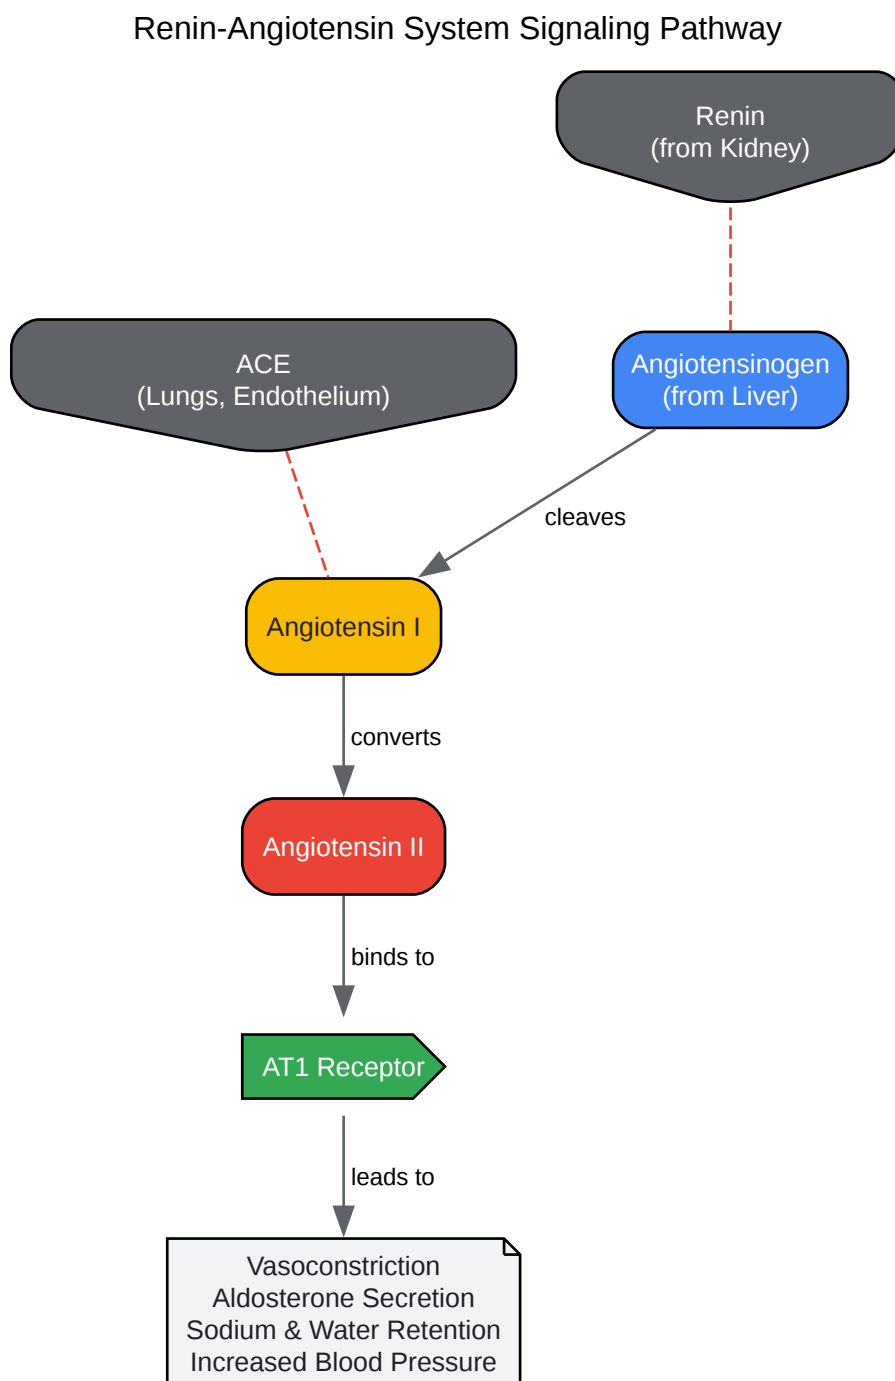 Renin-Angiotensin System Signaling Pathway
Renin
(from Kidney)
ACE
(Lungs, Endothelium)
Angiotensinogen
(from Liver)
cleaves
Angiotensin I
converts
Angiotensin II
binds to
AT1 Receptor
leads to
Vasoconstriction
Aldosterone Secretion
Sodium & Water Retention
Increased Blood Pressure